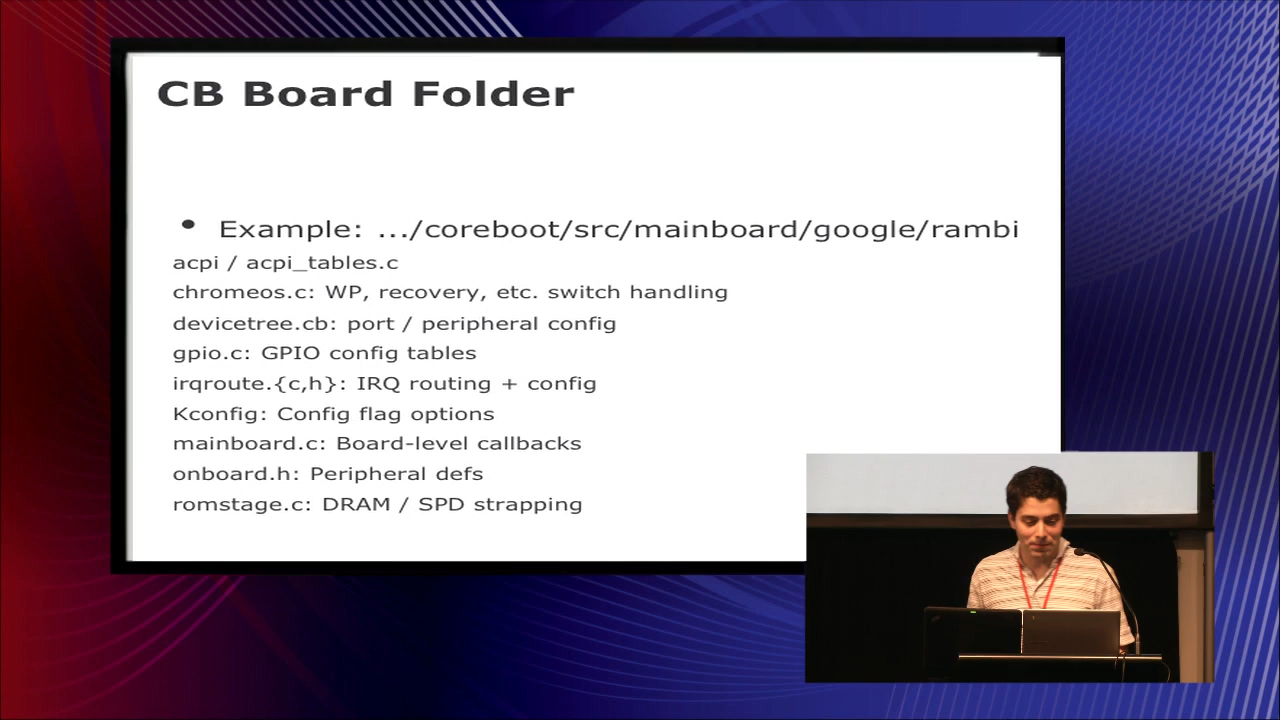 CB Board Folder
• Example: .../coreboot/src/mainboard/google/rambi
acpi / acpi_tables.c
chromeos.c: WP, recovery, etc. switch handling
devicetree.cb: port / peripheral config
gpio.c: GPIO config tables
irqroute.{c,h}: IRQ routing + config
Kconfig: Config flag options
mainboard.c: Board-level callbacks
onboard.h: Peripheral defs
romstage.c: DRAM / SPD strapping